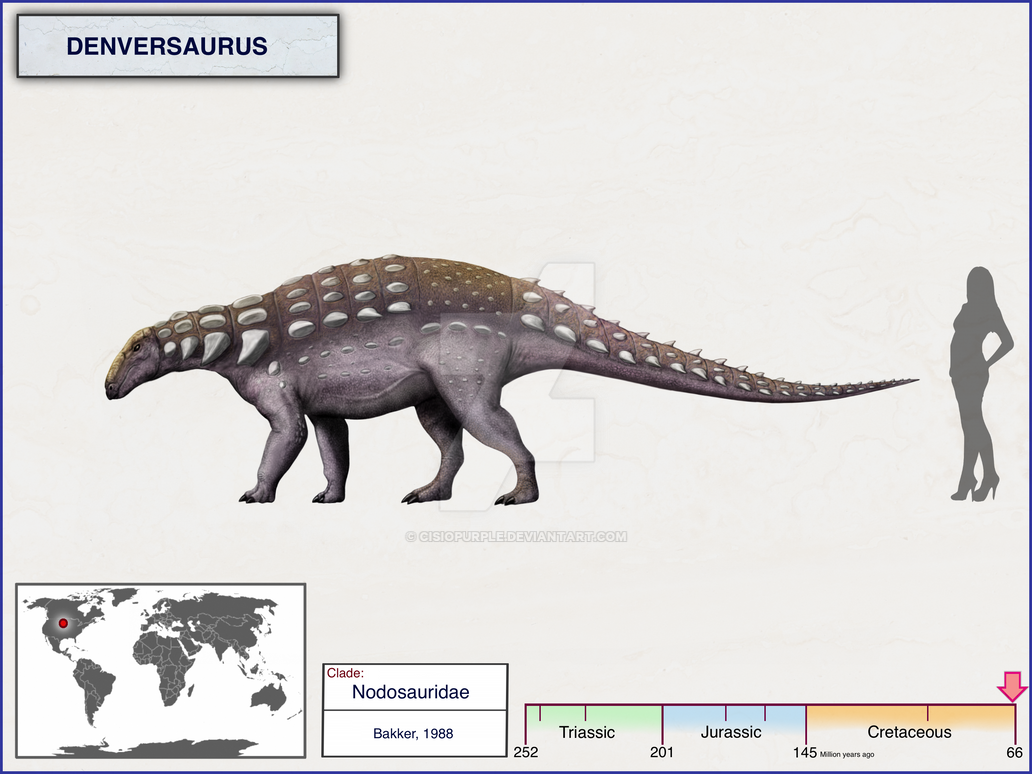 DENVERSAURUS
© CISIOPURPLE.DEVIANTART.COM
Clade:
Nodosauridae
Bakker, 1988
Triassic
Jurassic
Cretaceous
252
201
145 Million years ago
66